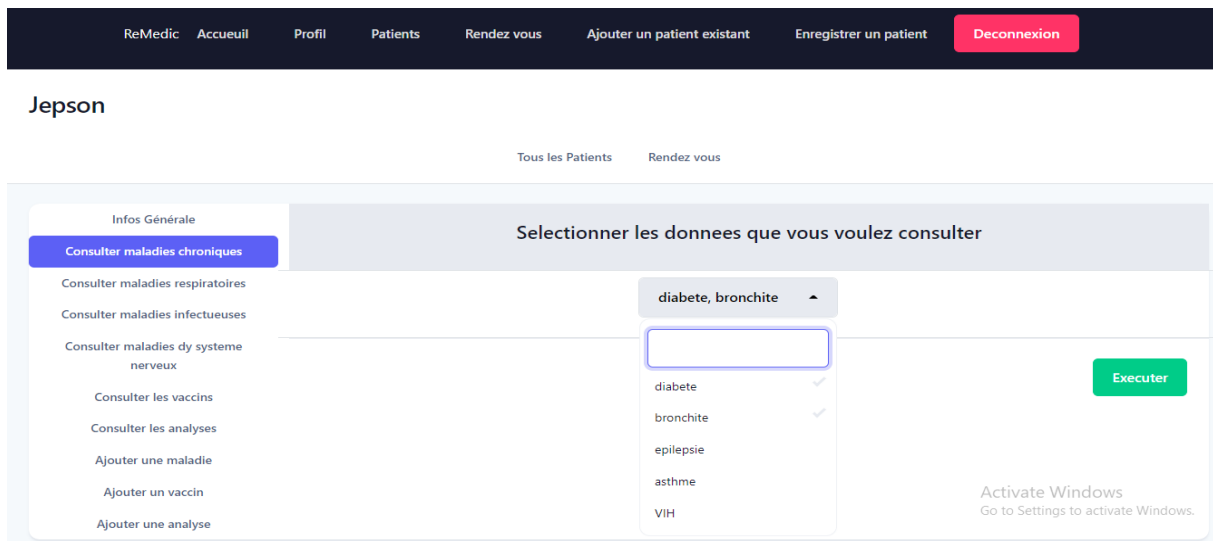 ReMedic Accueuil Profil Patients Rendez vous Ajouter un patient existant Enregistrer un patient Deconnexion
Jepson
Tous les Patients Rendez vous
Infos Générale
Consulter maladies chroniques
Consulter maladies respiratoires
Consulter maladies infectueuses
Consulter maladies dy systeme
nerveux
Consulter les vaccins
Consulter les analyses
Ajouter une maladie
Ajouter un vaccin
Ajouter une analyse
Selectionner les donnees que vous voulez consulter
diabete, bronchite
diabete
bronchite
epilepsie
asthme
VIH
Executer
Activate Windows
Go to Settings to activate Windows.